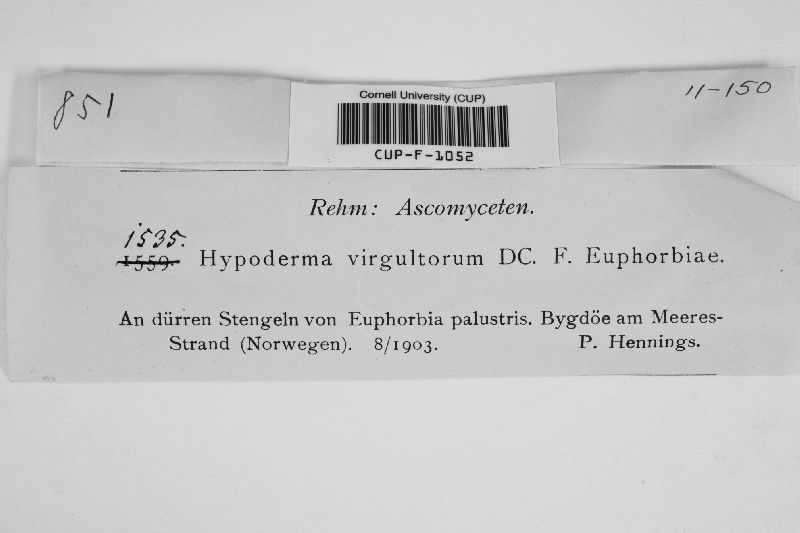 851
11-150
Cornell University (CUP)
CUP-F-1052
Rehm: Ascomyceten.
1535.
1559. Hypoderma virgultorum DC. F. Euphorbiae.
An dürren Stengeln von Euphorbia palustris. Bygdöe am Meeres-
Strand (Norwegen). 8/1903. P. Hennings.